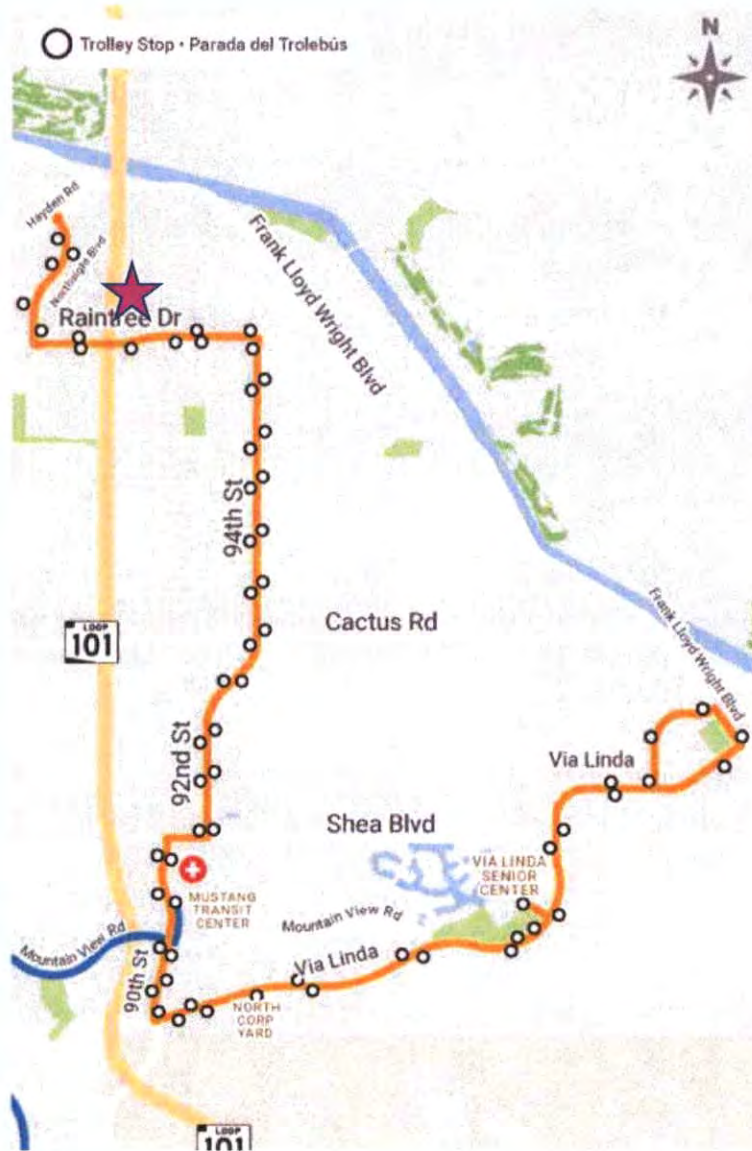 Trolley Stop • Parada del Trolebús
N
Hayden Rd
Northsight Blvd
Raintree Dr
Frank Lloyd Wright Blvd
94th St
Cactus Rd
LOOP
101
Frank Lloyd Wright Blvd
92nd St
Via Linda
Shea Blvd
VIA LINDA
SENIOR
CENTER
MUSTANG
TRANSIT
CENTER
Mountain View Rd
Mountain View Rd
Via Linda
90th St
NORTH
CORP
YARD
LOOP
101